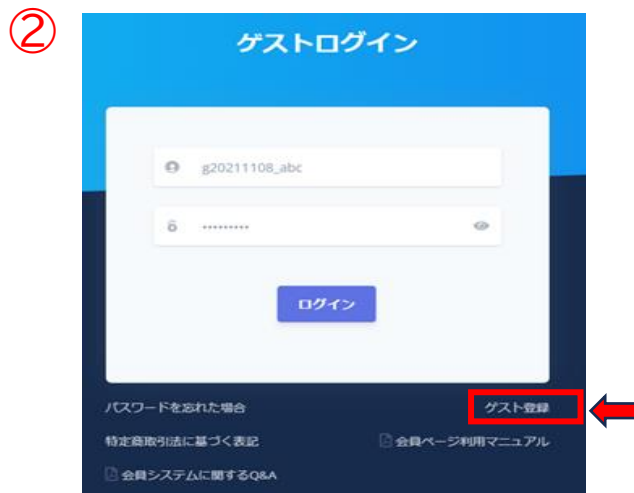 ②
ゲストログイン
g20211108_abc
•••••••••
ログイン
パスワードを忘れた場合 ゲスト登録
特定商取引法に基づく表記 会員ページ利用マニュアル
会員システムに関するQ&A